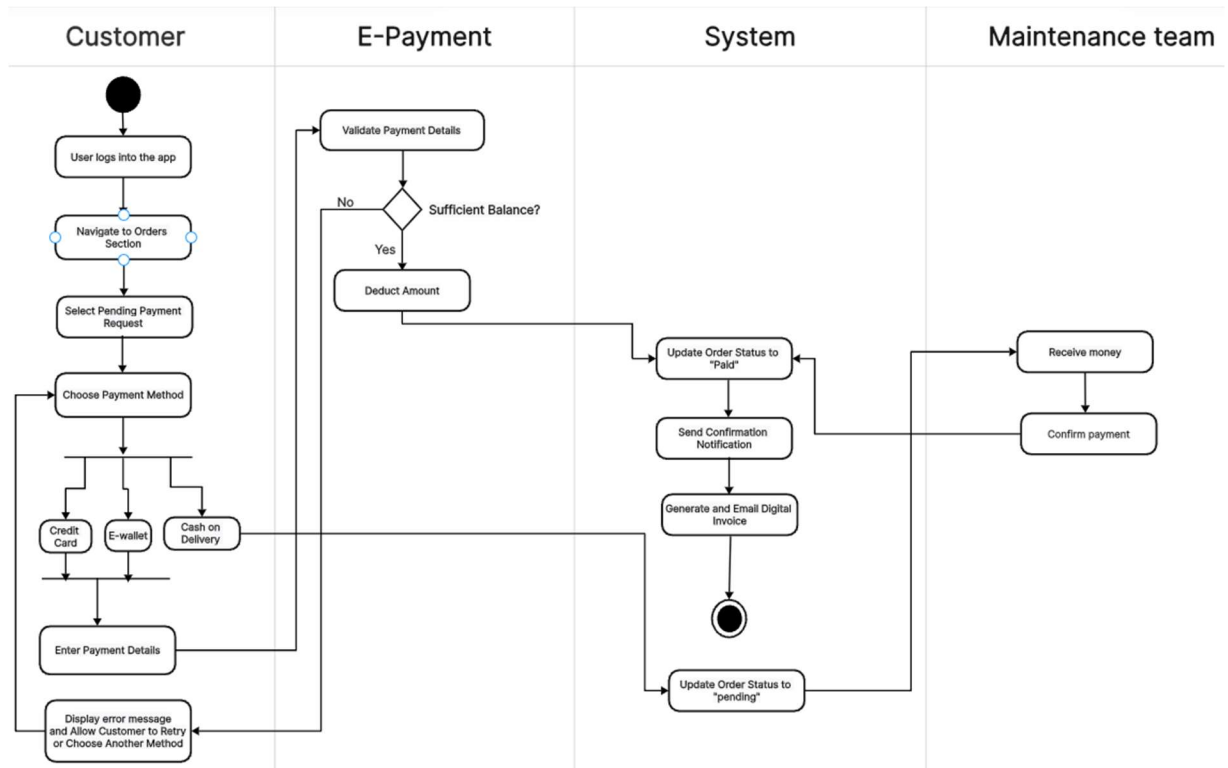 Customer
E-Payment
System
Maintenance team
User logs into the app
Navigate to Orders
Section
Select Pending Payment
Request
Choose Payment Method
Credit
Card
E-wallet
Cash on
Delivery
Enter Payment Details
Display error message
and Allow Customer to Retry
or Choose Another Method
Validate Payment Details
No
Sufficient Balance?
Yes
Deduct Amount
Update Order Status to
"Paid"
Send Confirmation
Notification
Generate and Email Digital
Invoice
Update Order Status to
"pending"
Receive money
Confirm payment